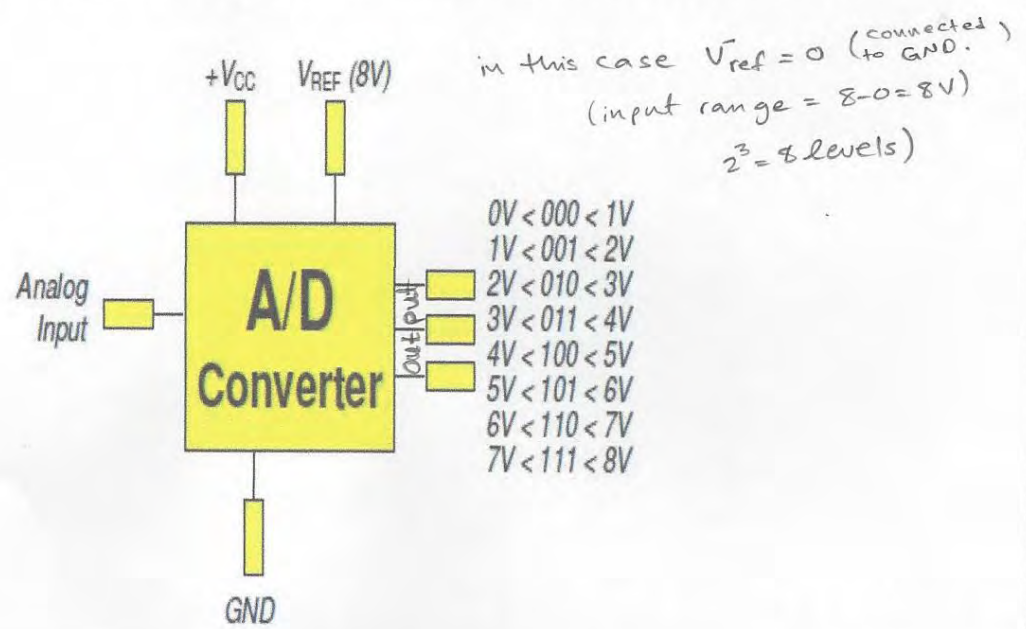 in this case V̄ref = 0 (connected to GND.)
(input range = 8-0=8V)
2³ = 8 levels)
+VCC
VREF (8V)
Analog
Input
A/D
Converter
output
GND
0V < 000 < 1V
1V < 001 < 2V
2V < 010 < 3V
3V < 011 < 4V
4V < 100 < 5V
5V < 101 < 6V
6V < 110 < 7V
7V < 111 < 8V